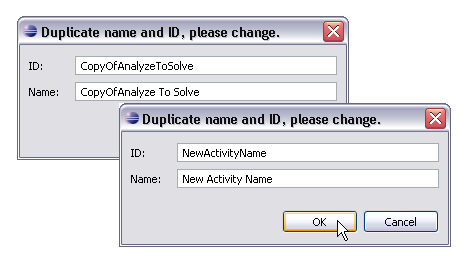 Duplicate name and ID, please change.
ID: CopyOfAnalyzeToSolve
Name: CopyOfAnalyze To Solve
Duplicate name and ID, please change.
ID: NewActivityName
Name: New Activity Name
OK Cancel